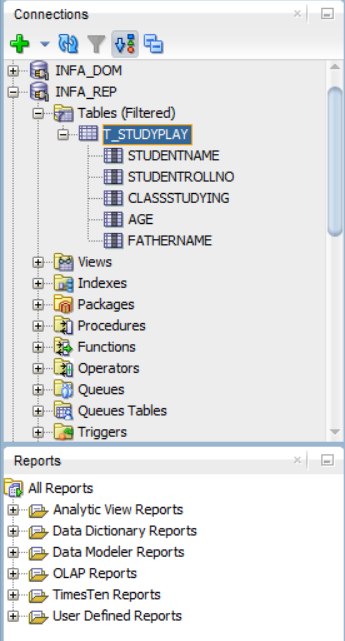 Connections
INFA_DOM
INFA_REP
Tables (Filtered)
T_STUDYPLAY
STUDENTNAME
STUDENTROLLNO
CLASSSTUDYING
AGE
FATHERNAME
Views
Indexes
Packages
Procedures
Functions
Operators
Queues
Queues Tables
Triggers
Reports
All Reports
Analytic View Reports
Data Dictionary Reports
Data Modeler Reports
OLAP Reports
TimesTen Reports
User Defined Reports